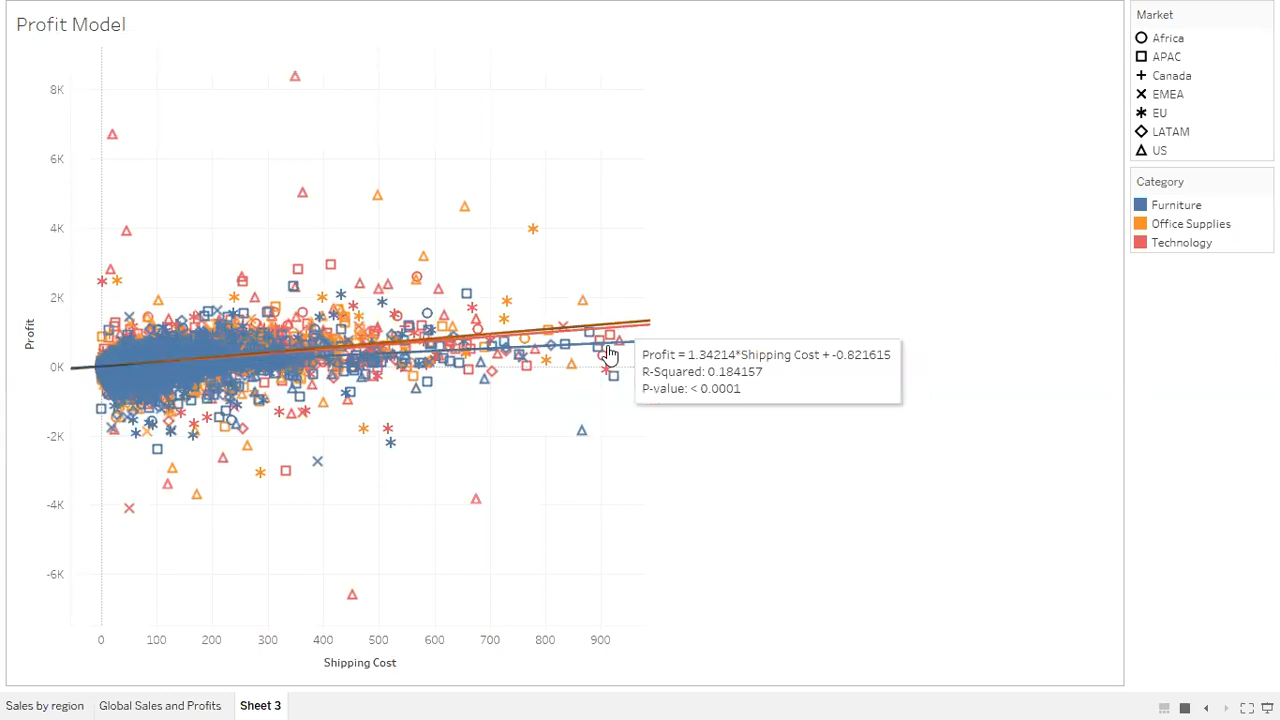 Profit Model
Market
Africa
APAC
Canada
EMEA
EU
LATAM
US
Category
Furniture
Office Supplies
Technology
8K
6K
4K
2K
0K
-2K
-4K
-6K
Profit
0 100 200 300 400 500 600 700 800 900
Shipping Cost
Profit = 1.34214*Shipping Cost + -0.821615
R-Squared: 0.184157
P-value: < 0.0001
Sales by region Global Sales and Profits Sheet 3